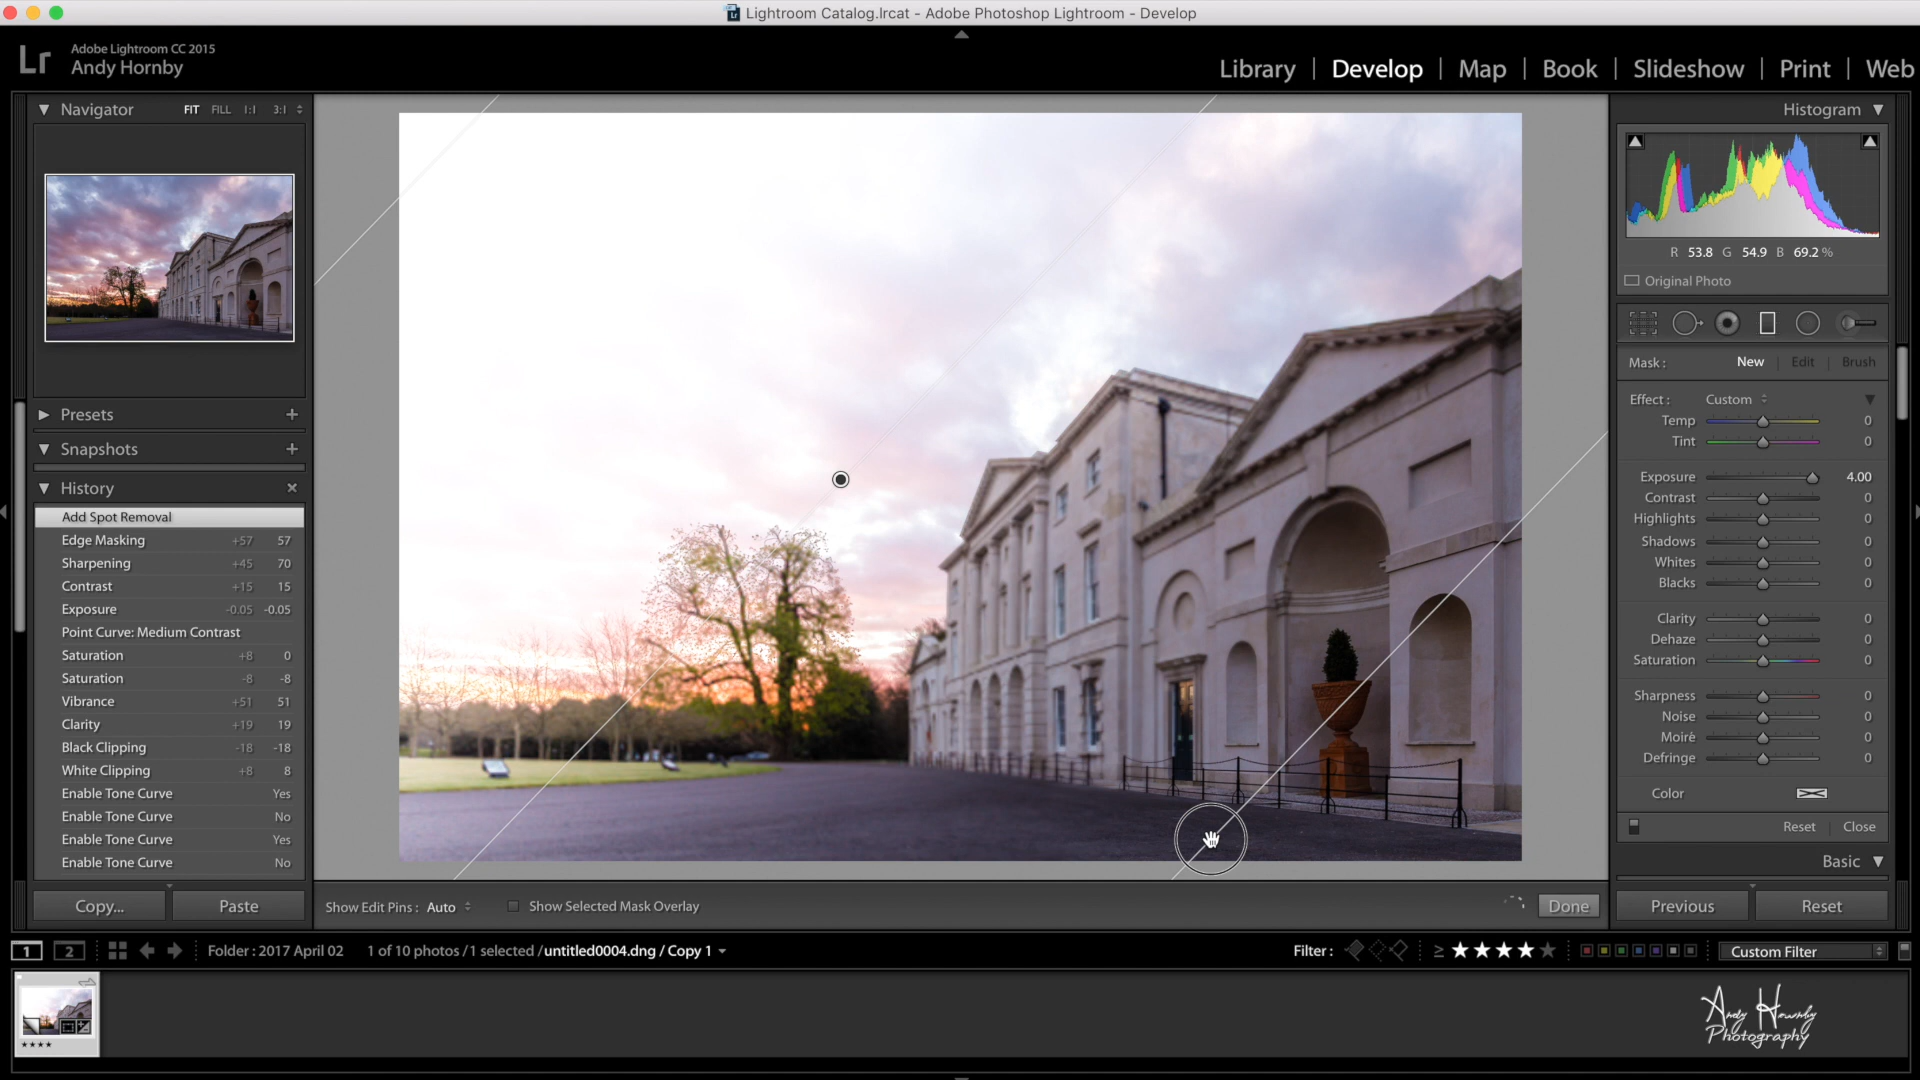 Lightroom Catalog.lrcat - Adobe Photoshop Lightroom - Develop
Lr
Adobe Lightroom CC 2015
Andy Hornby
Library | Develop | Map | Book | Slideshow | Print | Web
Navigator FIT FILL 1:1 3:1
Presets
Snapshots
History
Add Spot Removal
Edge Masking +57 57
Sharpening +45 70
Contrast +15 15
Exposure -0.05 -0.05
Point Curve: Medium Contrast
Saturation +8 0
Saturation -8 -8
Vibrance +51 51
Clarity +19 19
Black Clipping -18 -18
White Clipping +8 8
Enable Tone Curve Yes
Enable Tone Curve No
Enable Tone Curve Yes
Enable Tone Curve No
Copy... Paste
Show Edit Pins : Auto Show Selected Mask Overlay Done
Histogram
R 53.8 G 54.9 B 69.2 %
Original Photo
Mask : New | Edit | Brush
Effect : Custom
Temp 0
Tint 0
Exposure 4.00
Contrast 0
Highlights 0
Shadows 0
Whites 0
Blacks 0
Clarity 0
Dehaze 0
Saturation 0
Sharpness 0
Noise 0
Moiré 0
Defringe 0
Color
Reset | Close
Basic
Previous Reset
1 2 Folder : 2017 April 02 1 of 10 photos / 1 selected / untitled0004.dng / Copy 1 Filter : ≥ ★★★★★ Custom Filter
★★★★
Andy Hornby
Photography